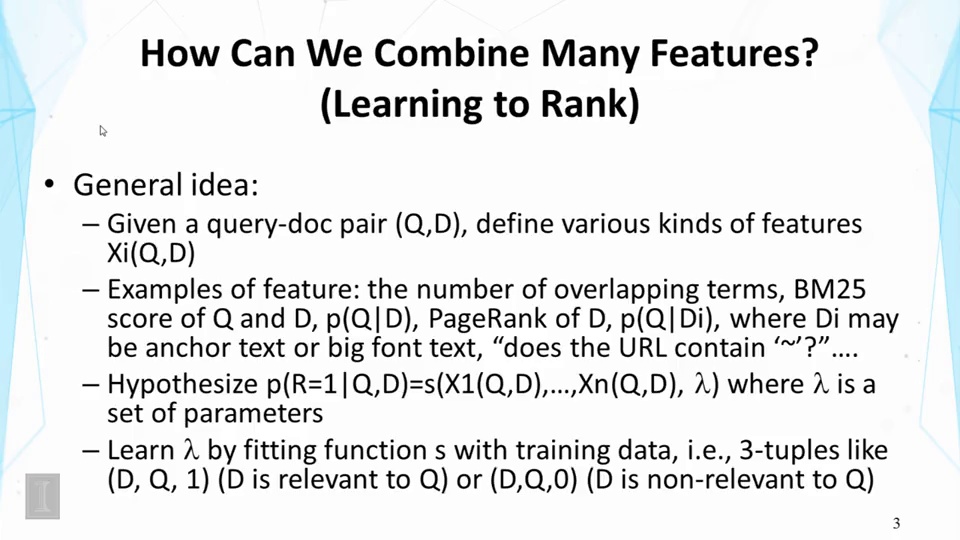 How Can We Combine Many Features?
(Learning to Rank)
• General idea:
– Given a query-doc pair (Q,D), define various kinds of features
Xi(Q,D)
– Examples of feature: the number of overlapping terms, BM25
score of Q and D, p(Q|D), PageRank of D, p(Q|Di), where Di may
be anchor text or big font text, “does the URL contain ‘~’?”….
– Hypothesize p(R=1|Q,D)=s(X1(Q,D),…,Xn(Q,D), λ) where λ is a
set of parameters
– Learn λ by fitting function s with training data, i.e., 3-tuples like
(D, Q, 1) (D is relevant to Q) or (D,Q,0) (D is non-relevant to Q)
I
3